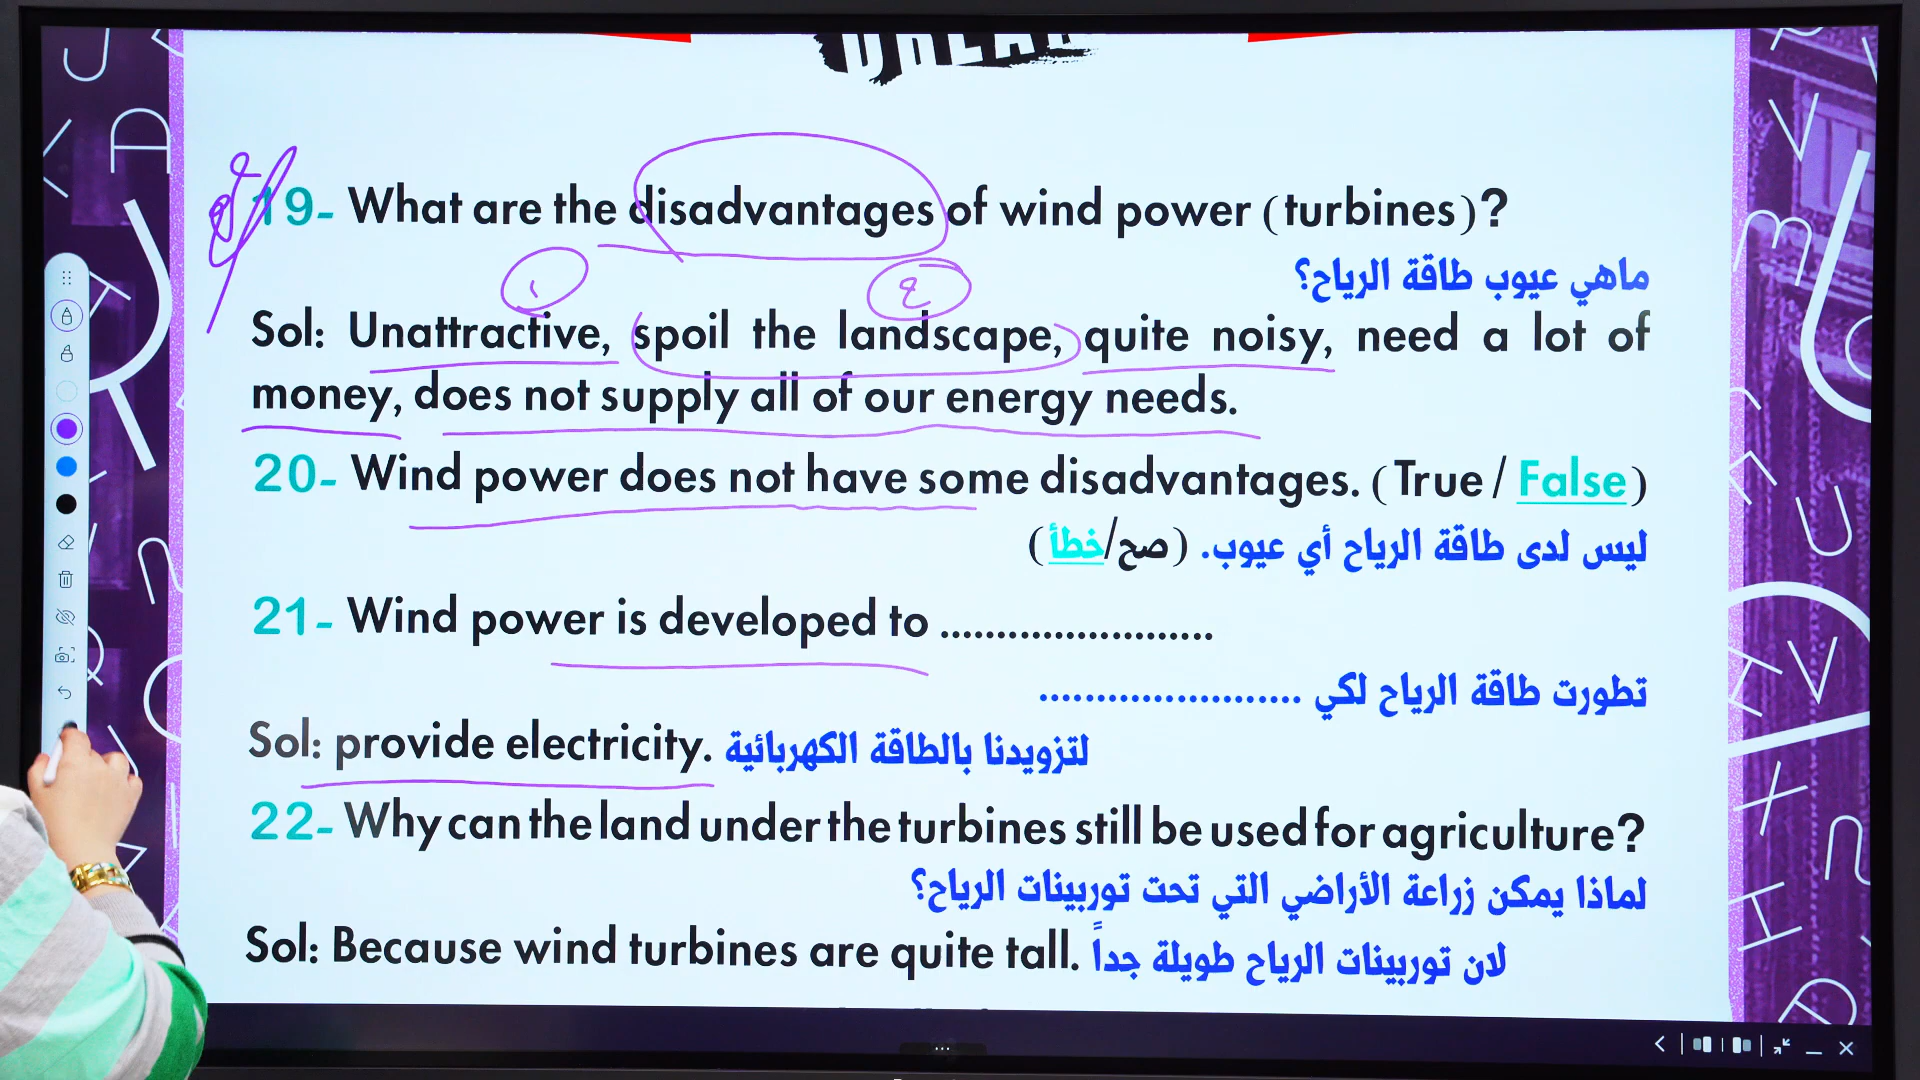 19- What are the disadvantages of wind power (turbines)?
ماهي عيوب طاقة الرياح؟
1 2
Sol: Unattractive, spoil the landscape, quite noisy, need a lot of
money, does not supply all of our energy needs.
20- Wind power does not have some disadvantages. (True / False)
ليس لدى طاقة الرياح أي عيوب. (صح/خطأ)
21- Wind power is developed to ........................
تطورت طاقة الرياح لكي .......................
Sol: provide electricity. لتزويدنا بالطاقة الكهربائية
22- Why can the land under the turbines still be used for agriculture?
لماذا يمكن زراعة الأراضي التي تحت توربينات الرياح؟
Sol: Because wind turbines are quite tall. لان توربينات الرياح طويلة جداً